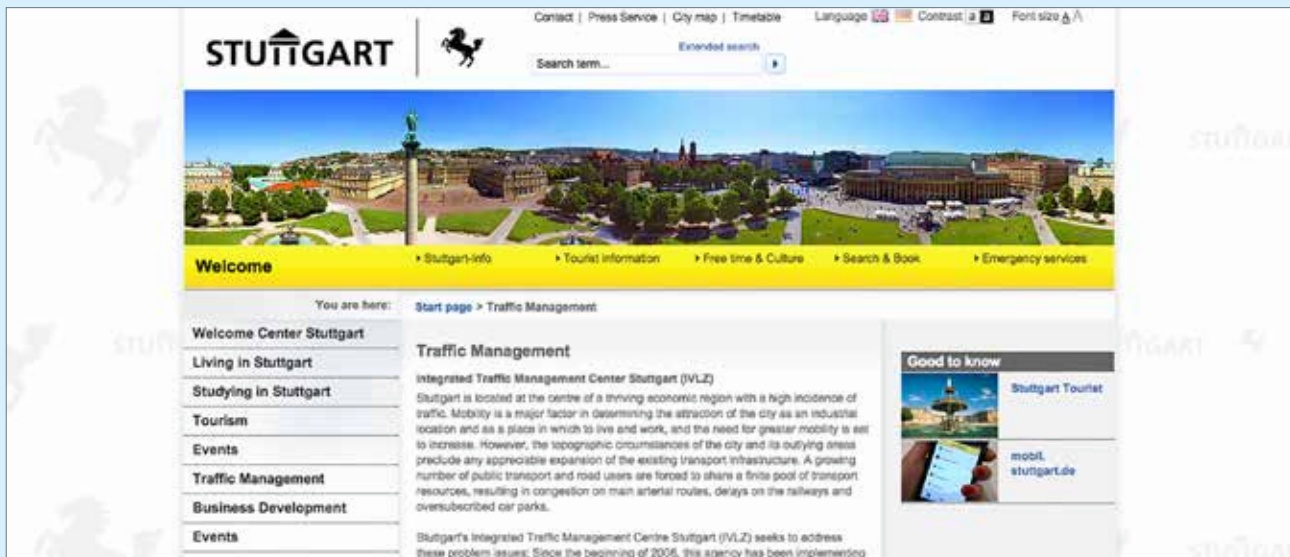 Contact | Press Service | City map | Timetable Language Contrast a a Font size A A
STUTTGART
Extended search
Search term...
Welcome
Stuttgart-Info
Tourist information
Free time & Culture
Search & Book
Emergency services
You are here:
Start page > Traffic Management
Welcome Center Stuttgart
Living in Stuttgart
Studying in Stuttgart
Tourism
Events
Traffic Management
Business Development
Events
Traffic Management
Integrated Traffic Management Center Stuttgart (IVLZ)
Stuttgart is located at the centre of a thriving economic region with a high incidence of
traffic. Mobility is a major factor in determining the attraction of the city as an industrial
location and as a place in which to live and work, and the need for greater mobility is set
to increase. However, the topographic circumstances of the city and its outlying areas
preclude any appreciable expansion of the existing transport infrastructure. A growing
number of public transport and road users are forced to share a finite pool of transport
resources, resulting in congestion on main arterial routes, delays on the railways and
oversubscribed car parks.
Stuttgart's Integrated Traffic Management Centre Stuttgart (IVLZ) seeks to address
these problem issues: Since the beginning of 2006, this agency has been implementing
Good to know
Stuttgart Tourist
mobil.
stuttgart.de